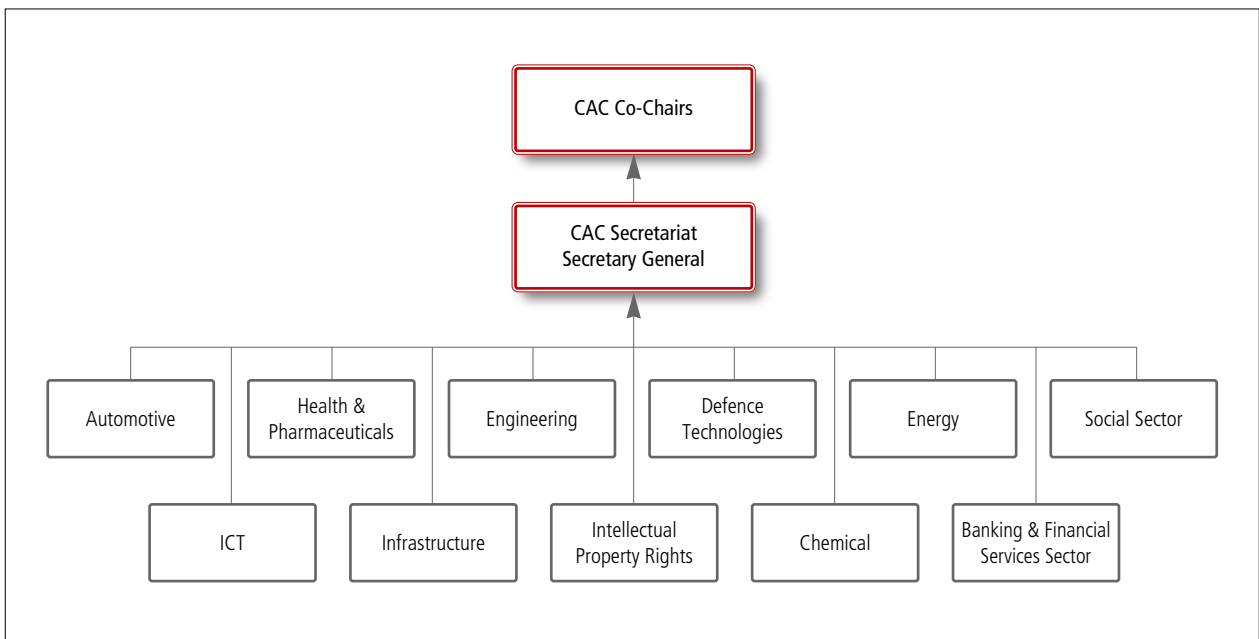 CAC Co-Chairs
CAC Secretariat
Secretary General
Automotive
Health &
Pharmaceuticals
Engineering
Defence
Technologies
Energy
Social Sector
ICT
Infrastructure
Intellectual
Property Rights
Chemical
Banking & Financial
Services Sector